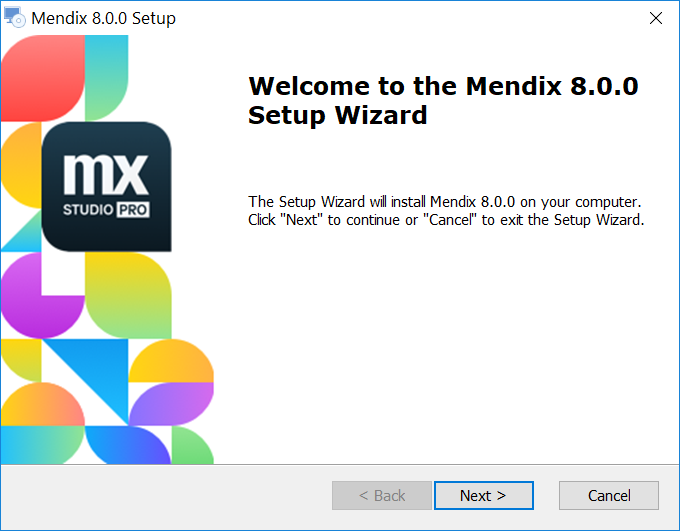 Mendix 8.0.0 Setup
Welcome to the Mendix 8.0.0
Setup Wizard
mx
STUDIO PRO
The Setup Wizard will install Mendix 8.0.0 on your computer.
Click "Next" to continue or "Cancel" to exit the Setup Wizard.
< Back
Next >
Cancel